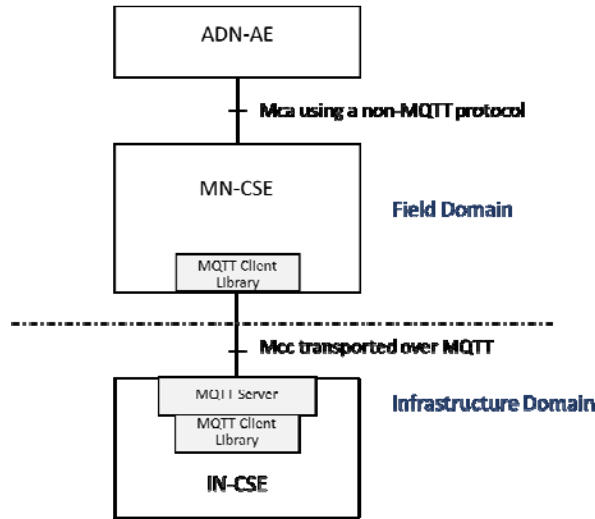 ADN-AE
Mca using a non-MQTT protocol
MN-CSE
Field Domain
MQTT Client
Library
Mcc transported over MQTT
MQTT Server
Infrastructure Domain
MQTT Client
Library
IN-CSE